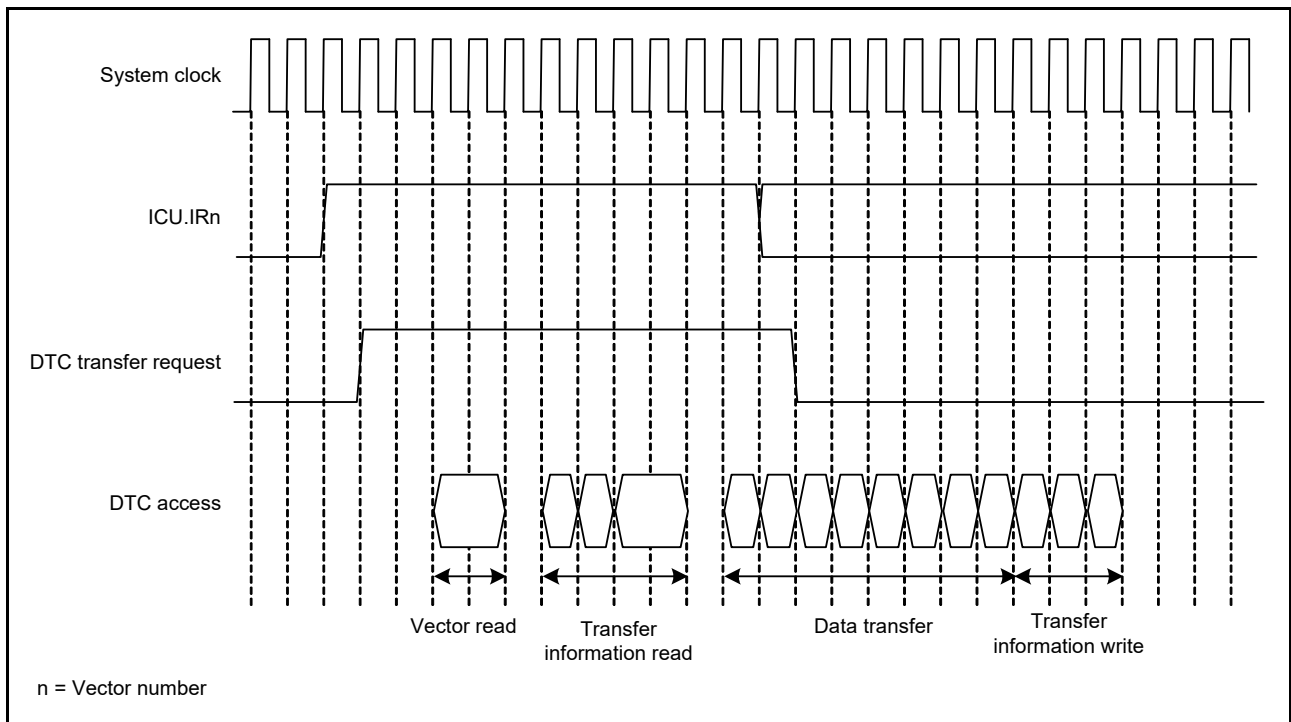 System clock
ICU.IRn
DTC transfer request
DTC access
Vector read
Transfer
information read
Data transfer
Transfer
information write
n = Vector number